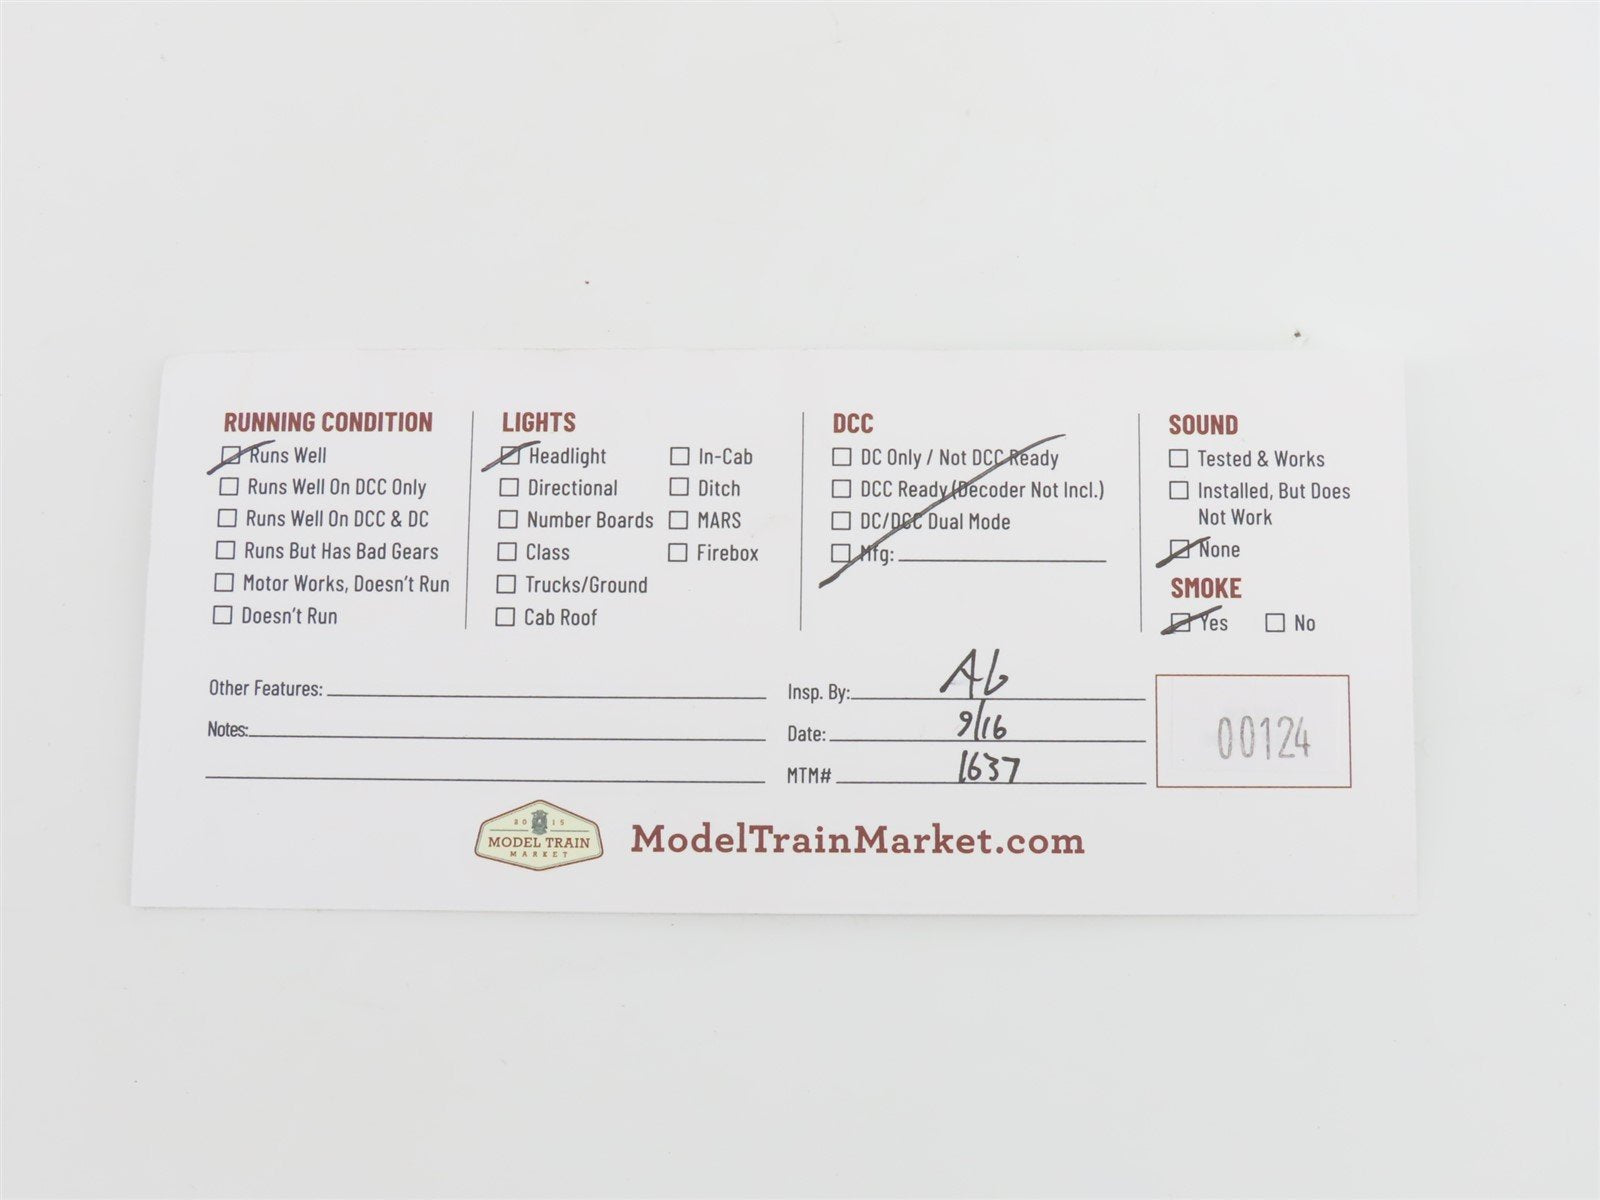 RUNNING CONDITION
Runs Well
Runs Well On DCC Only
Runs Well On DCC & DC
Runs But Has Bad Gears
Motor Works, Doesn't Run
Doesn't Run
LIGHTS
Headlight
Directional
Number Boards
Class
Trucks/Ground
Cab Roof
In-Cab
Ditch
MARS
Firebox
DCC
DC Only / Not DCC Ready
DCC Ready (Decoder Not Incl.)
DC/DCC Dual Mode
Mfg:
SOUND
Tested & Works
Installed, But Does
Not Work
None
SMOKE
Yes No
Other Features:
Notes:
Insp. By:
Date: 9/16
MTM# 1637
00124
2015
MODEL TRAIN
MARKET
ModelTrainMarket.com